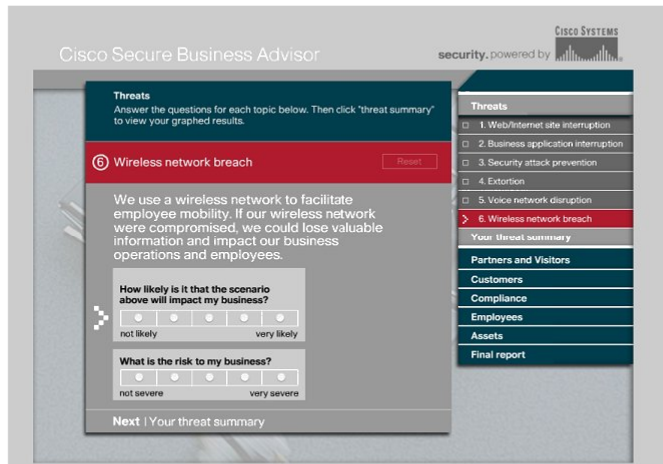 Cisco Systems
Cisco Secure Business Advisor
security. powered by
Threats
Answer the questions for each topic below. Then click "threat summary"
to view your graphed results.
6 Wireless network breach
Reset
We use a wireless network to facilitate
employee mobility. If our wireless network
were compromised, we could lose valuable
information and impact our business
operations and employees.
How likely is it that the scenario
above will impact my business?
not likely very likely
What is the risk to my business?
not severe very severe
Next | Your threat summary
Threats
1. Web/Internet site interruption
2. Business application interruption
3. Security attack prevention
4. Extortion
5. Voice network disruption
6. Wireless network breach
Your threat summary
Partners and Visitors
Customers
Compliance
Employees
Assets
Final report